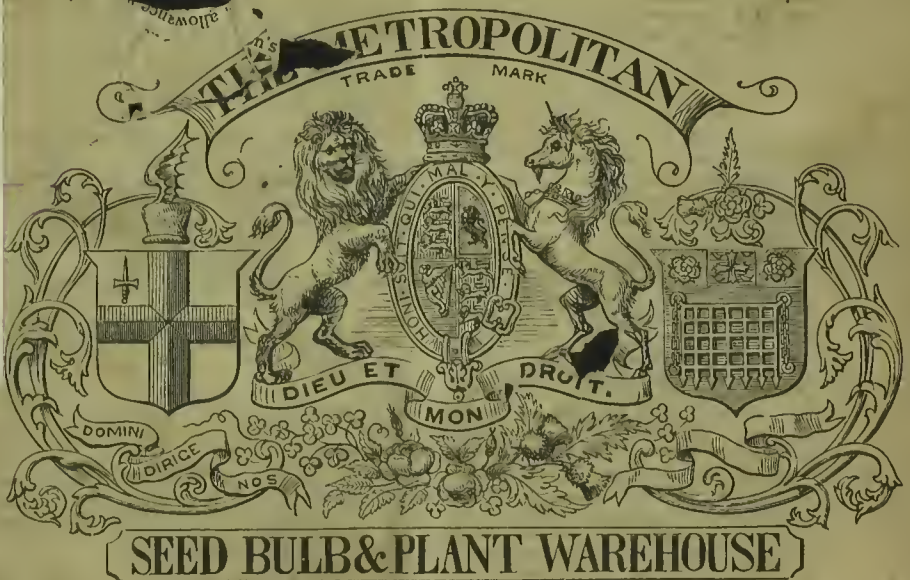 allowance
THE METROPOLITAN
TRADE MARK
HONI SOIT QUI MAL Y PENSE
DIEU ET MON DROIT.
DOMINI DIRIGE NOS
SEED BULB & PLANT WAREHOUSE